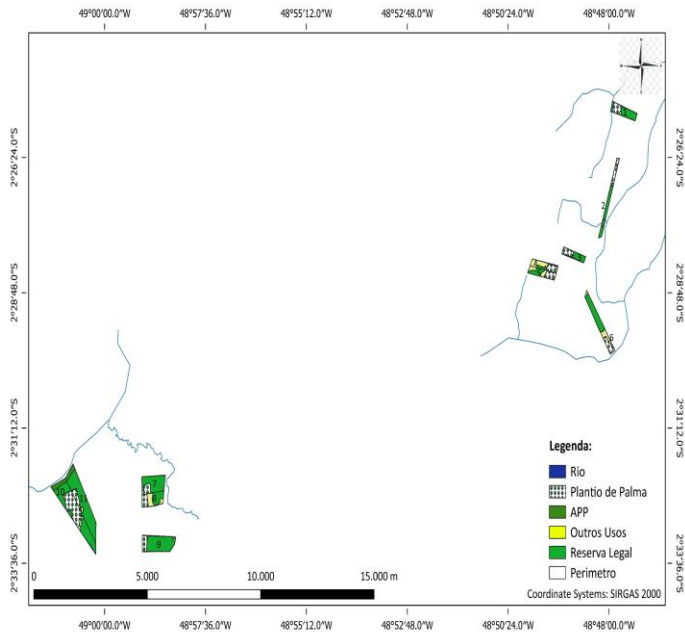 49°00'00.0"W 48°57'36.0"W 48°55'12.0"W 48°52'48.0"W 48°50'24.0"W 48°48'00.0"W
2°26'24.0"S 2°26'24.0"S
2
2°28'48.0"S 2°28'48.0"S
6
2°31'12.0"S 2°31'12.0"S
7
8
10
11
9
2°33'36.0"S 2°33'36.0"S
Legenda:
Rio
Plantio de Palma
APP
Outros Usos
Reserva Legal
Perimetro
0 5.000 10.000 15.000 m
Coordinate Systems: SIRGAS 2000
49°00'00.0"W 48°57'36.0"W 48°55'12.0"W 48°52'48.0"W 48°50'24.0"W 48°48'00.0"W